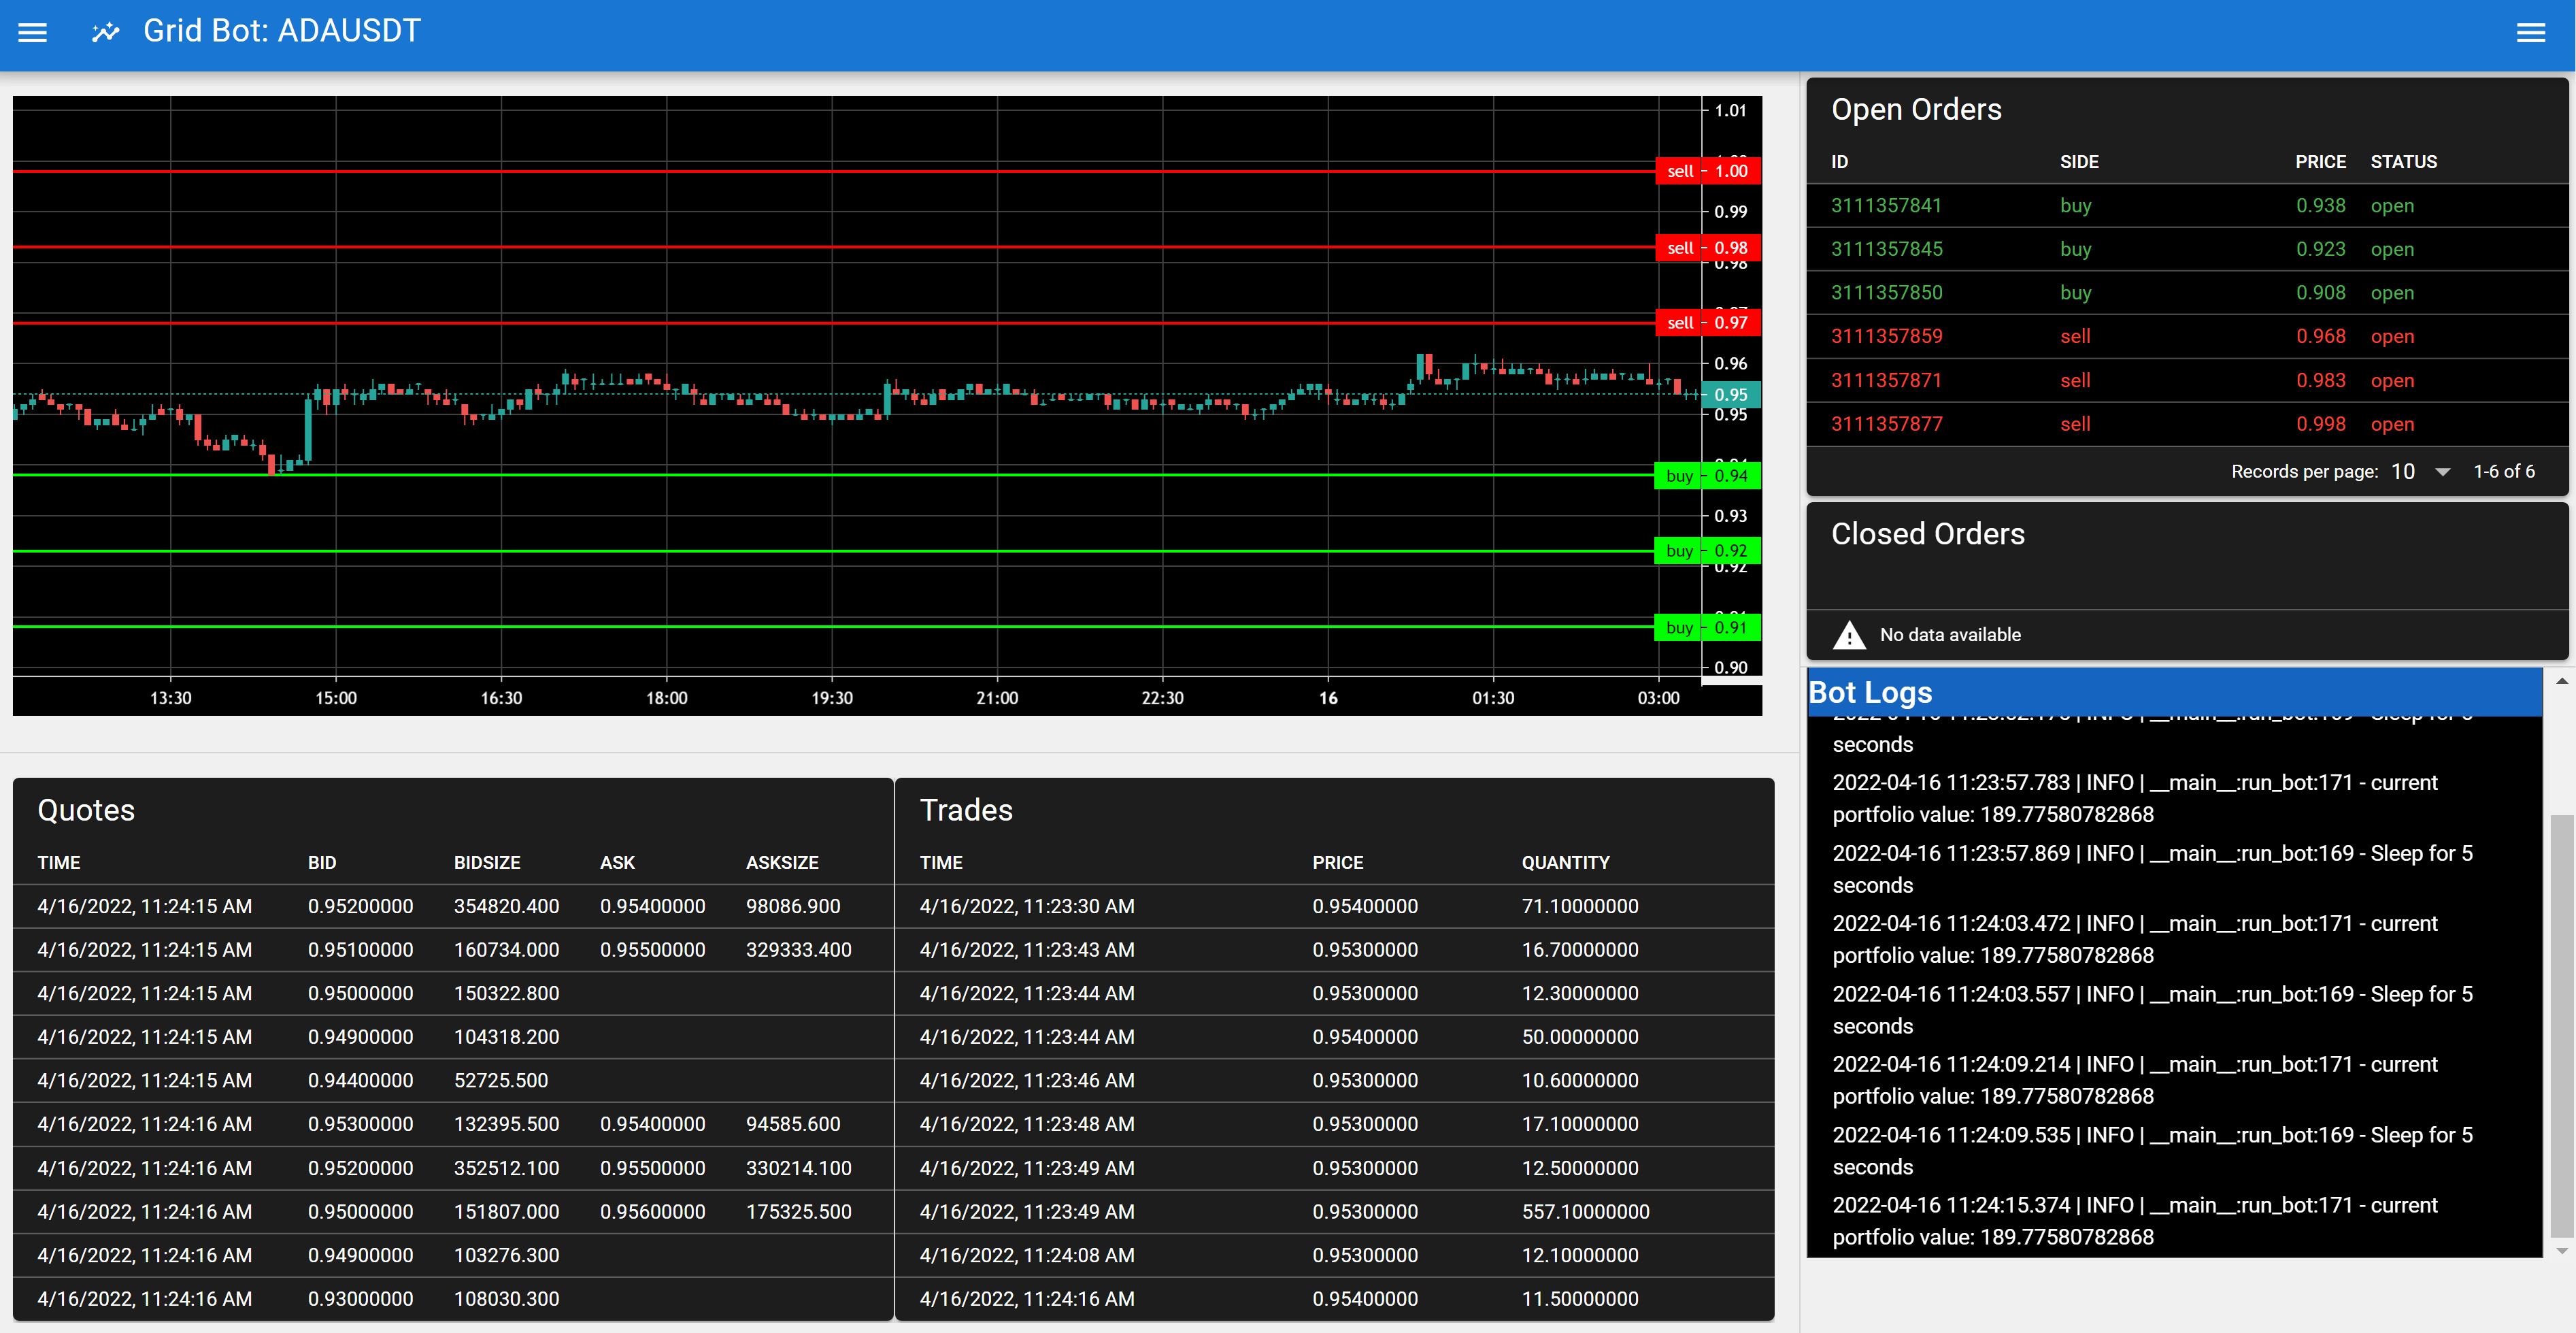 Grid Bot: ADAUSDT
1.01
sell 1.00
0.99
sell 0.98
0.98
sell 0.97
0.96
0.95
0.95
buy 0.94
0.93
buy 0.92
0.92
buy 0.91
0.90
13:30 15:00 16:30 18:00 19:30 21:00 22:30 16 01:30 03:00
Quotes
TIME BID BIDSIZE ASK ASKSIZE
4/16/2022, 11:24:15 AM 0.95200000 354820.400 0.95400000 98086.900
4/16/2022, 11:24:15 AM 0.95100000 160734.000 0.95500000 329333.400
4/16/2022, 11:24:15 AM 0.95000000 150322.800
4/16/2022, 11:24:15 AM 0.94900000 104318.200
4/16/2022, 11:24:15 AM 0.94400000 52725.500
4/16/2022, 11:24:16 AM 0.95300000 132395.500 0.95400000 94585.600
4/16/2022, 11:24:16 AM 0.95200000 352512.100 0.95500000 330214.100
4/16/2022, 11:24:16 AM 0.95000000 151807.000 0.95600000 175325.500
4/16/2022, 11:24:16 AM 0.94900000 103276.300
4/16/2022, 11:24:16 AM 0.93000000 108030.300
Trades
TIME PRICE QUANTITY
4/16/2022, 11:23:30 AM 0.95400000 71.10000000
4/16/2022, 11:23:43 AM 0.95300000 16.70000000
4/16/2022, 11:23:44 AM 0.95300000 12.30000000
4/16/2022, 11:23:44 AM 0.95400000 50.00000000
4/16/2022, 11:23:46 AM 0.95300000 10.60000000
4/16/2022, 11:23:48 AM 0.95300000 17.10000000
4/16/2022, 11:23:49 AM 0.95300000 12.50000000
4/16/2022, 11:23:49 AM 0.95300000 557.10000000
4/16/2022, 11:24:08 AM 0.95300000 12.10000000
4/16/2022, 11:24:16 AM 0.95400000 11.50000000
Open Orders
ID SIDE PRICE STATUS
3111357841 buy 0.938 open
3111357845 buy 0.923 open
3111357850 buy 0.908 open
3111357859 sell 0.968 open
3111357871 sell 0.983 open
3111357877 sell 0.998 open
Records per page: 10 1-6 of 6
Closed Orders
No data available
Bot Logs
seconds
2022-04-16 11:23:57.783 | INFO | __main__:run_bot:171 - current
portfolio value: 189.77580782868
2022-04-16 11:23:57.869 | INFO | __main__:run_bot:169 - Sleep for 5
seconds
2022-04-16 11:24:03.472 | INFO | __main__:run_bot:171 - current
portfolio value: 189.77580782868
2022-04-16 11:24:03.557 | INFO | __main__:run_bot:169 - Sleep for 5
seconds
2022-04-16 11:24:09.214 | INFO | __main__:run_bot:171 - current
portfolio value: 189.77580782868
2022-04-16 11:24:09.535 | INFO | __main__:run_bot:169 - Sleep for 5
seconds
2022-04-16 11:24:15.374 | INFO | __main__:run_bot:171 - current
portfolio value: 189.77580782868